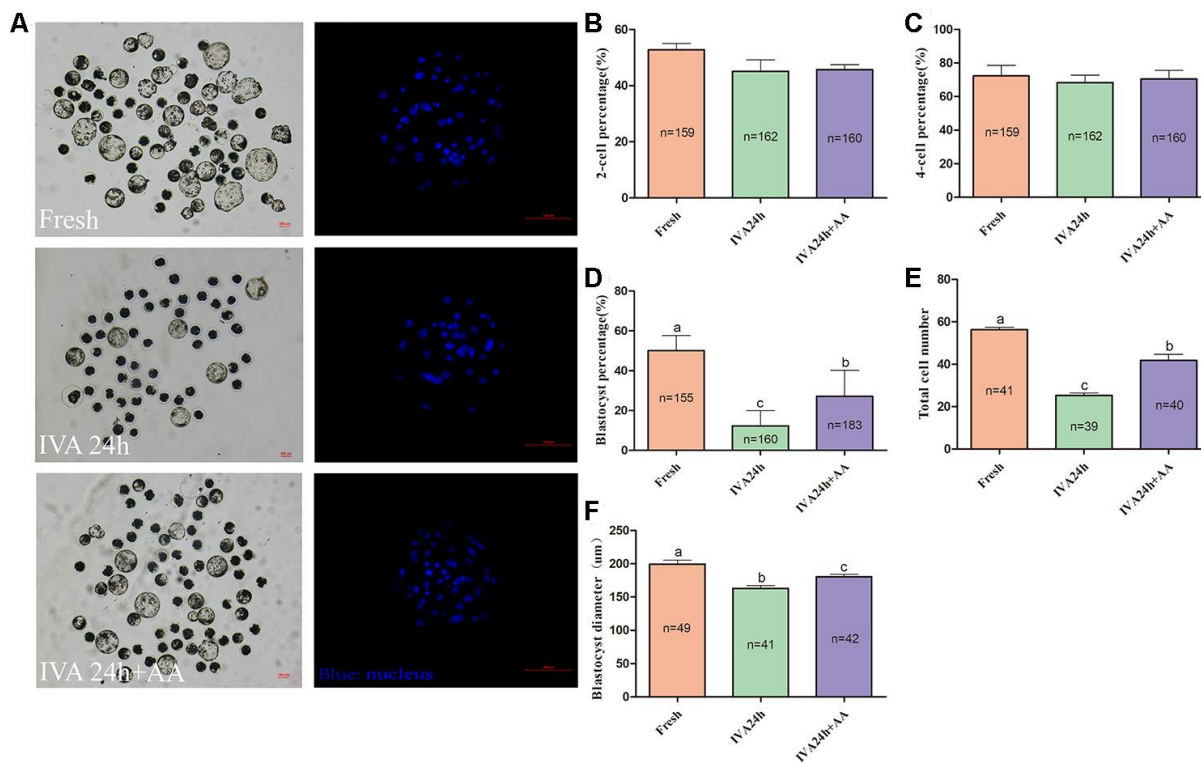 A
Fresh
IVA 24h
IVA 24h+AA
Blue: nucleus
B
2-cell percentage(%)
60
40
20
0
n=159
n=162
n=160
Fresh
IVA24h
IVA24h+AA
C
4-cell percentage(%)
100
80
60
40
20
0
n=159
n=162
n=160
Fresh
IVA24h
IVA24h+AA
D
Blastocyst percentage(%)
80
60
40
20
0
a
c
b
n=155
n=160
n=183
Fresh
IVA24h
IVA24h+AA
E
Total cell number
80
60
40
20
0
a
c
b
n=41
n=39
n=40
Fresh
IVA24h
IVA24h+AA
F
Blastocyst diameter（um）
250
200
150
100
50
0
a
b
c
n=49
n=41
n=42
Fresh
IVA24h
IVA24h+AA